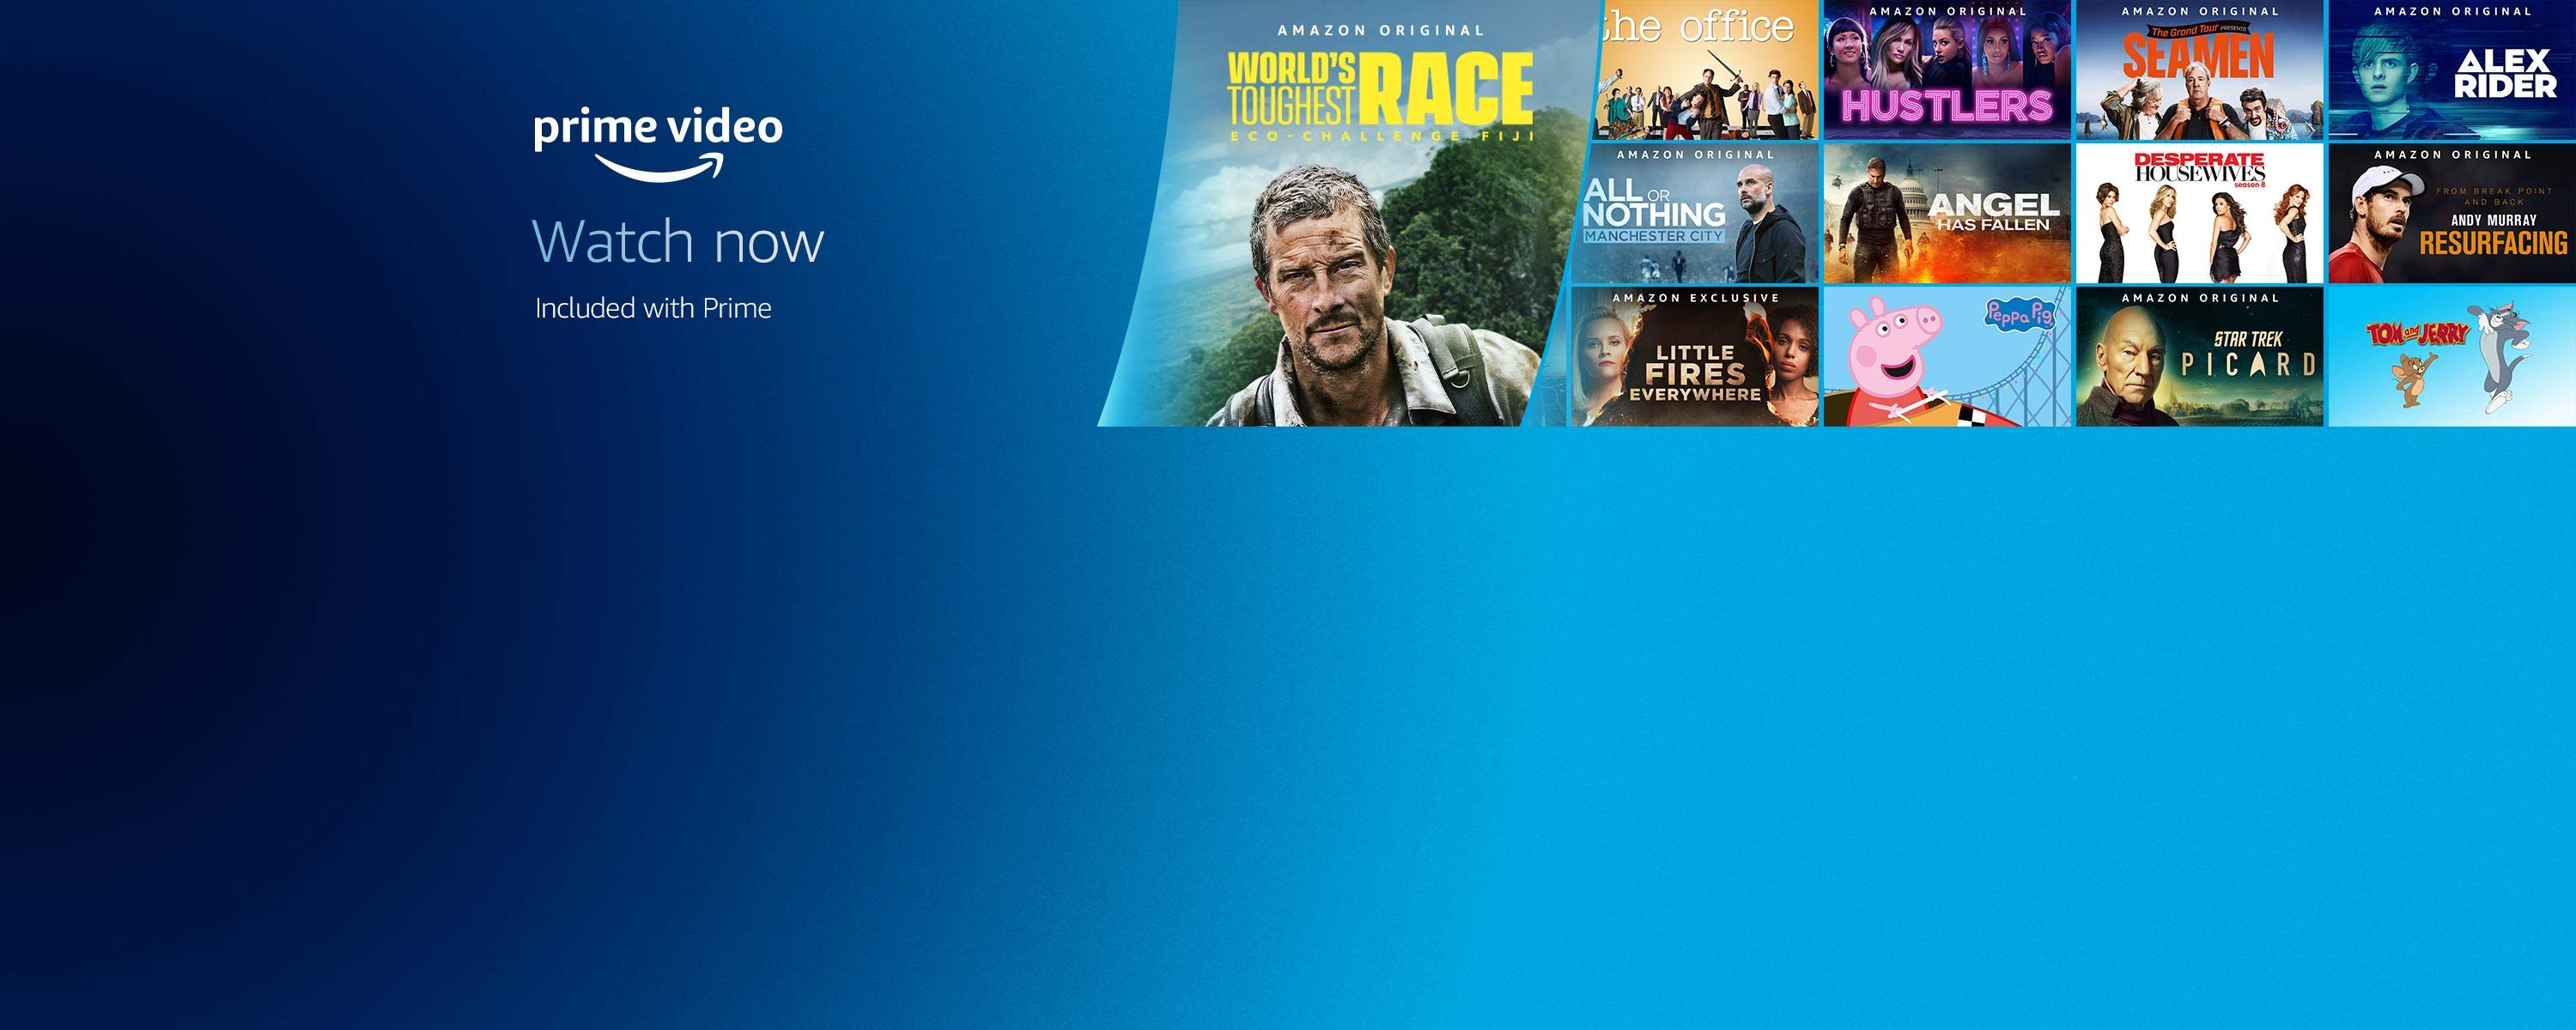 prime video
Watch now
Included with Prime
AMAZON ORIGINAL
WORLD'S
TOUGHEST
RACE
ECO-CHALLENGE FIJI
the office
AMAZON ORIGINAL
HUSTLERS
AMAZON ORIGINAL
The Grand Tour PRESENTS
SEAMEN
AMAZON ORIGINAL
ALEX
RIDER
AMAZON ORIGINAL
ALL OR
NOTHING
MANCHESTER CITY
ANGEL
HAS FALLEN
DESPERATE
HOUSEWIVES
season 8
AMAZON ORIGINAL
FROM BREAK POINT
AND BACK
ANDY MURRAY
RESURFACING
AMAZON EXCLUSIVE
LITTLE
FIRES
EVERYWHERE
Peppa Pig
AMAZON ORIGINAL
STAR TREK
PICARD
TOM and JERRY